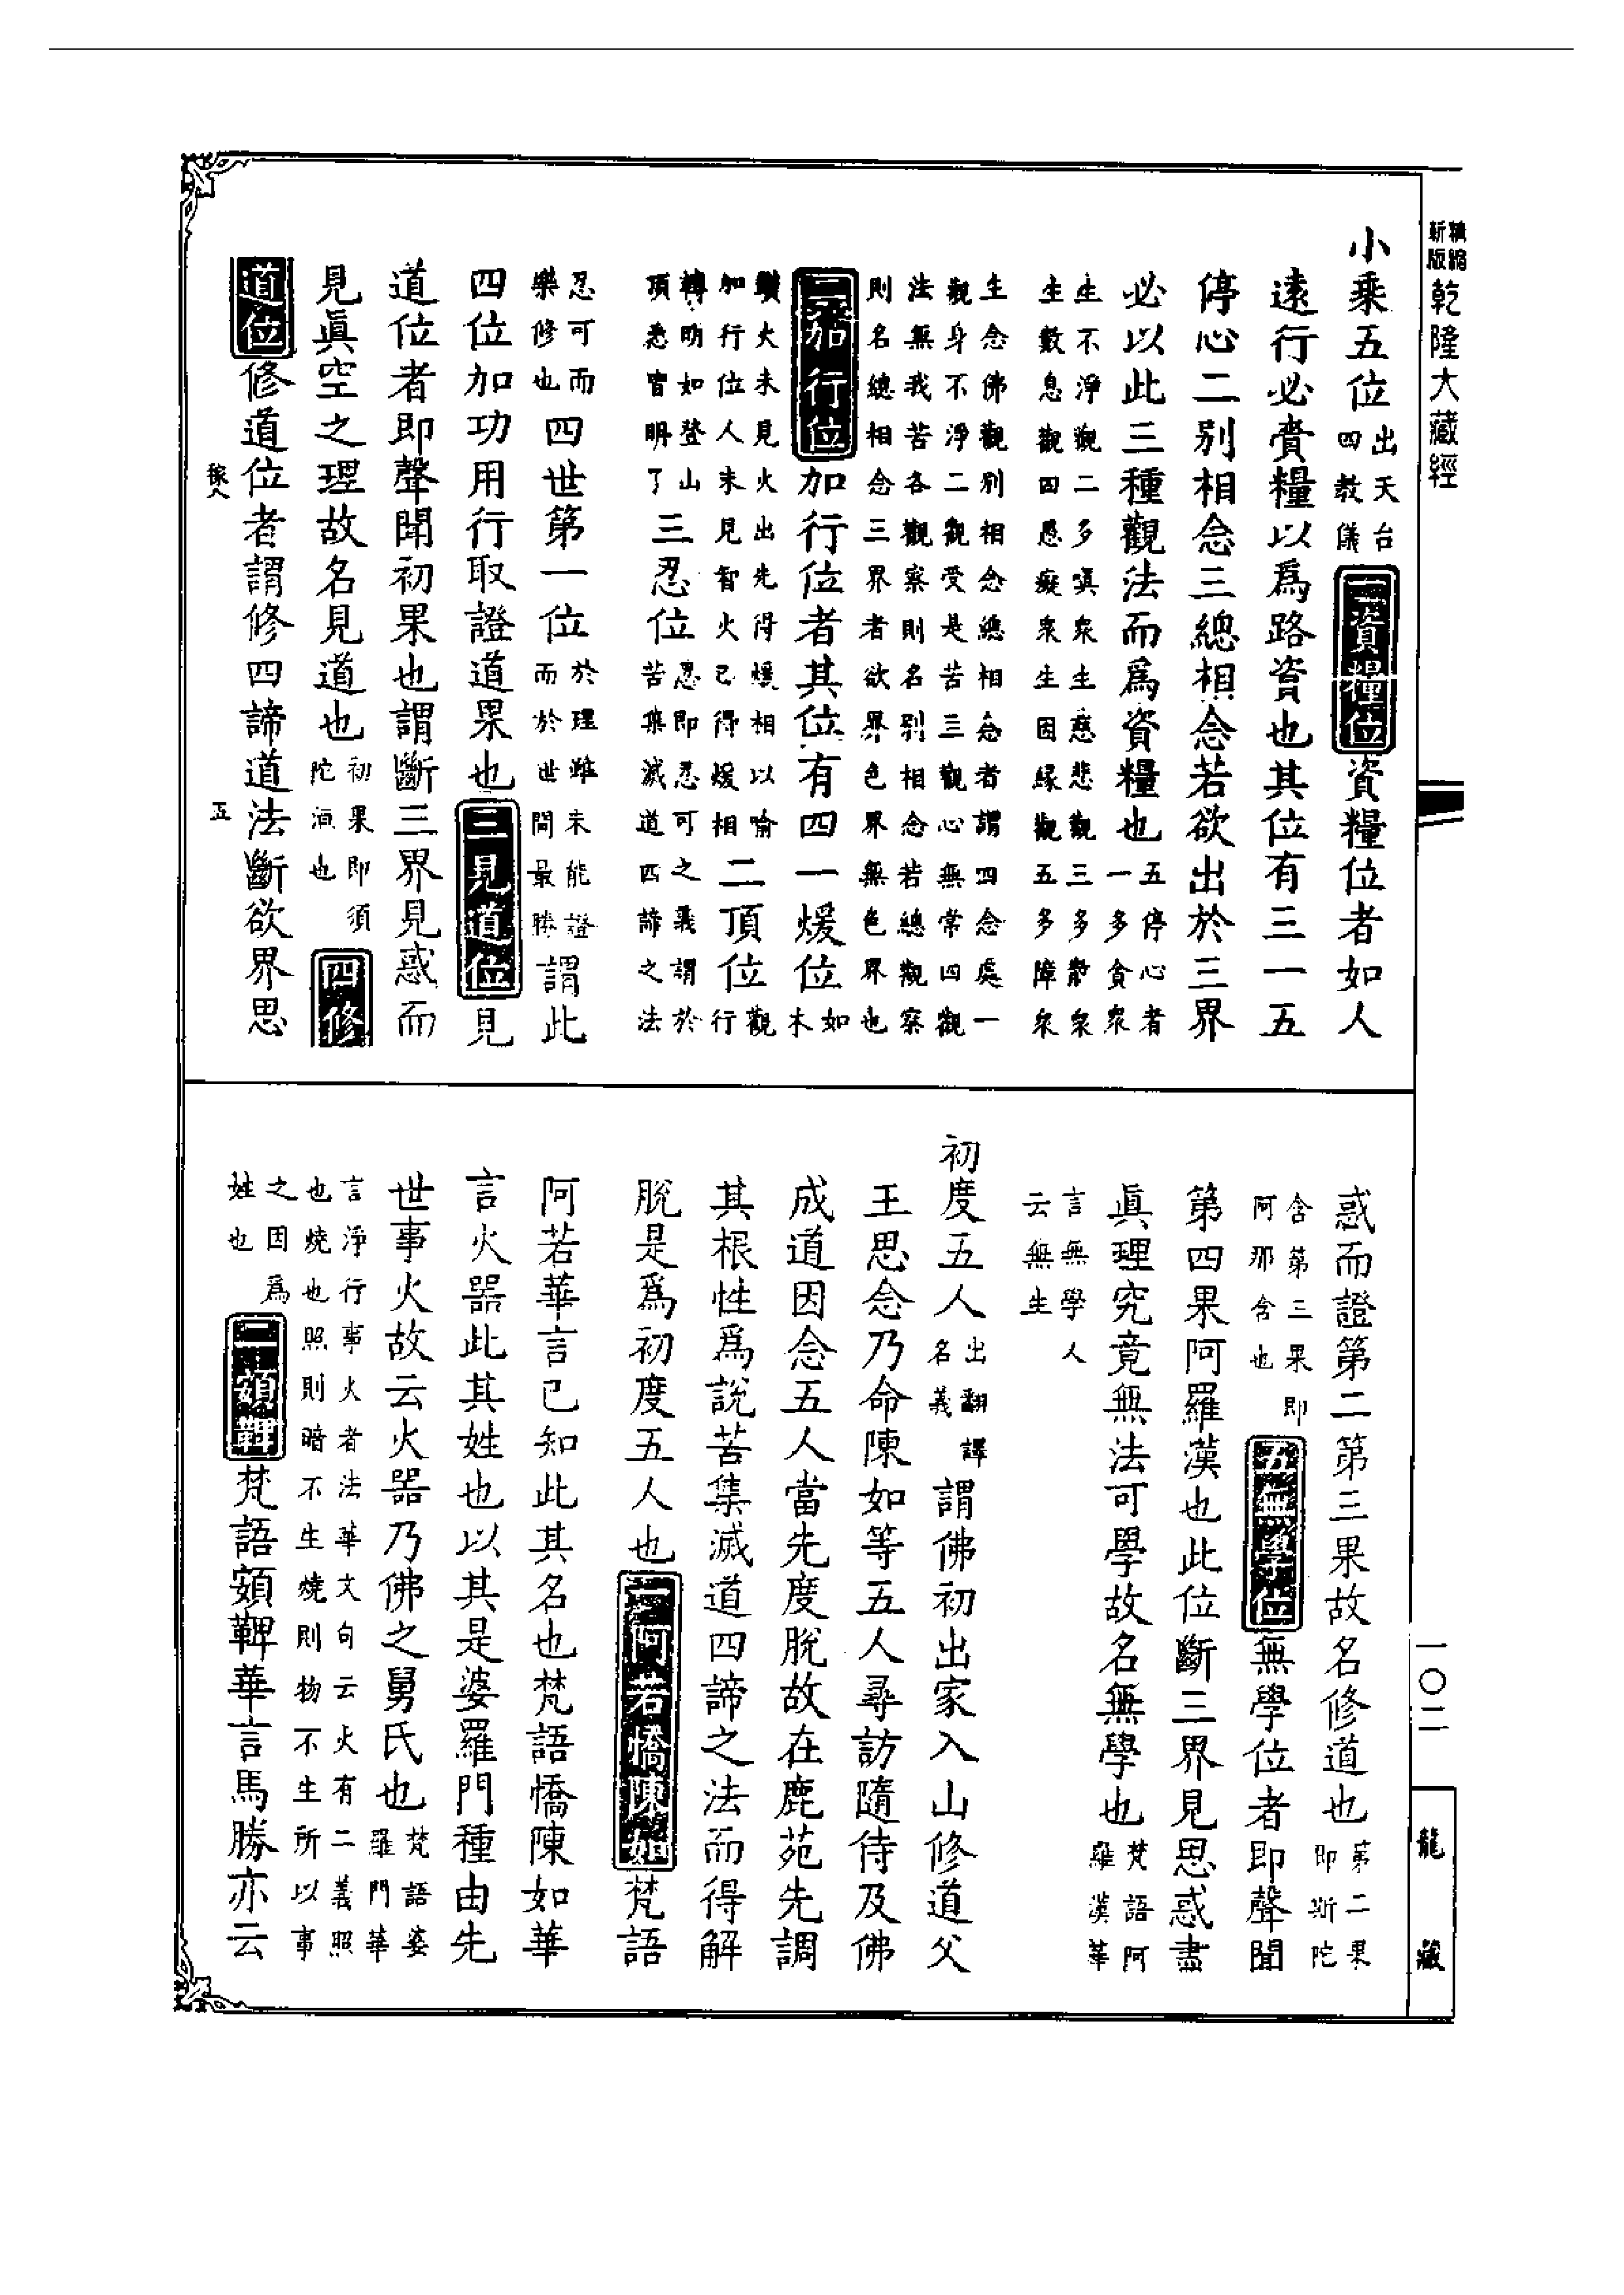 精縮新版乾隆大藏經
小乘五位出天台四教儀一資糧位資糧位者如人
遠行必賫糧以爲路資也其位有三一五
停心二别相念三總相念若欲出於三界
必以此三種觀法而爲資糧也五停心者一多貪衆
生不淨觀二多嗔衆生慈悲觀三多散衆
生數息觀四愚癡衆生因緣觀五多障衆
生念佛觀别相念總相念者謂四念處一
觀身不淨二觀受是苦三觀心無常四觀
法無我苦各觀察則名别相念若總觀察
則名總相念三界者欲界色界無色界也
二加行位加行位者其位有四一煖位如木
鑽火未見火出先得煖相以喻加行位人未見智火已得煖相二頂位觀行
轉明如登山頂悉皆明了三忍位忍即忍可之義謂於苦集滅道四諦之法
忍可而樂修也四世第一位於理雖未能證而於世間最勝謂此
四位加功用行取證道果也三見道位見
道位者即聲聞初果也謂斷三界見惑而
見眞空之理故名見道也初果即須陀洹也四修
道位修道位者謂修四諦道法斷欲界思
稼八　五
惑而證第二第三果故名修道也第二果即斯陀
含第三果即阿那含也五無學位無學位者即聲聞
第四果阿羅漢也此位斷三界見思惑盡
眞理究竟無法可學故名無學也梵語阿羅漢華
言無學人云無生
初度五人出翻譯名義謂佛初出家入山修道父
王思念乃命陳如等五人尋訪隨侍及佛
成道因念五人當先度脫故在鹿苑先調
其根性爲說苦集滅道四諦之法而得解
脫是爲初度五人也一阿若憍陳如梵語
阿若華言已知此其名也梵語憍陳如華
言火器此其姓也以其是婆羅門種由先
世事火故云火器乃佛之舅氏也梵語婆羅門華
言淨行事火者法華文句云火有二義照
也燒也照則暗不生燒則物不生所以事
之因爲姓也二頞鞞梵語頞鞞華言馬勝亦云
一〇二
龍藏